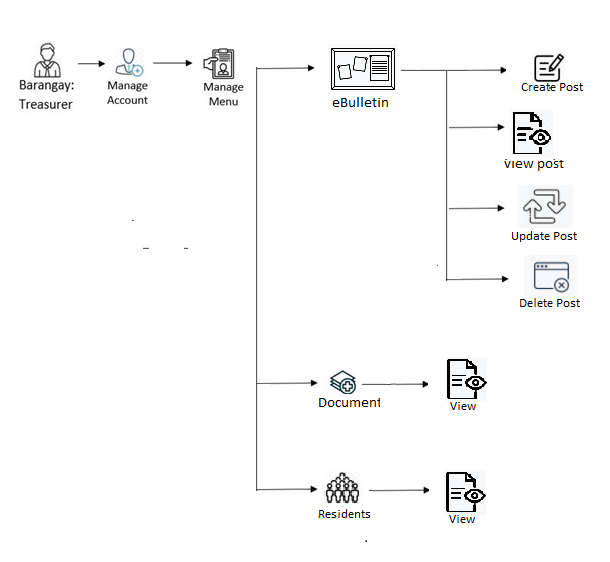 Barangay:
Treasurer
Manage
Account
Manage
Menu
eBulletin
Create Post
View post
Update Post
Delete Post
Document
View
Residents
View